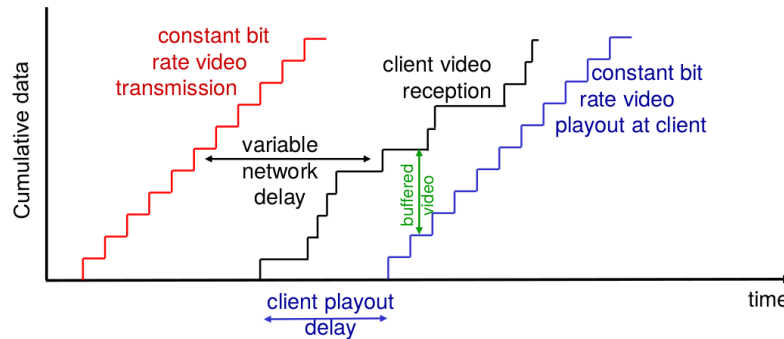 constant bit
rate video
transmission
client video
reception
constant bit
rate video
playout at client
variable
network
delay
buffered
video
Cumulative data
time
client playout
delay